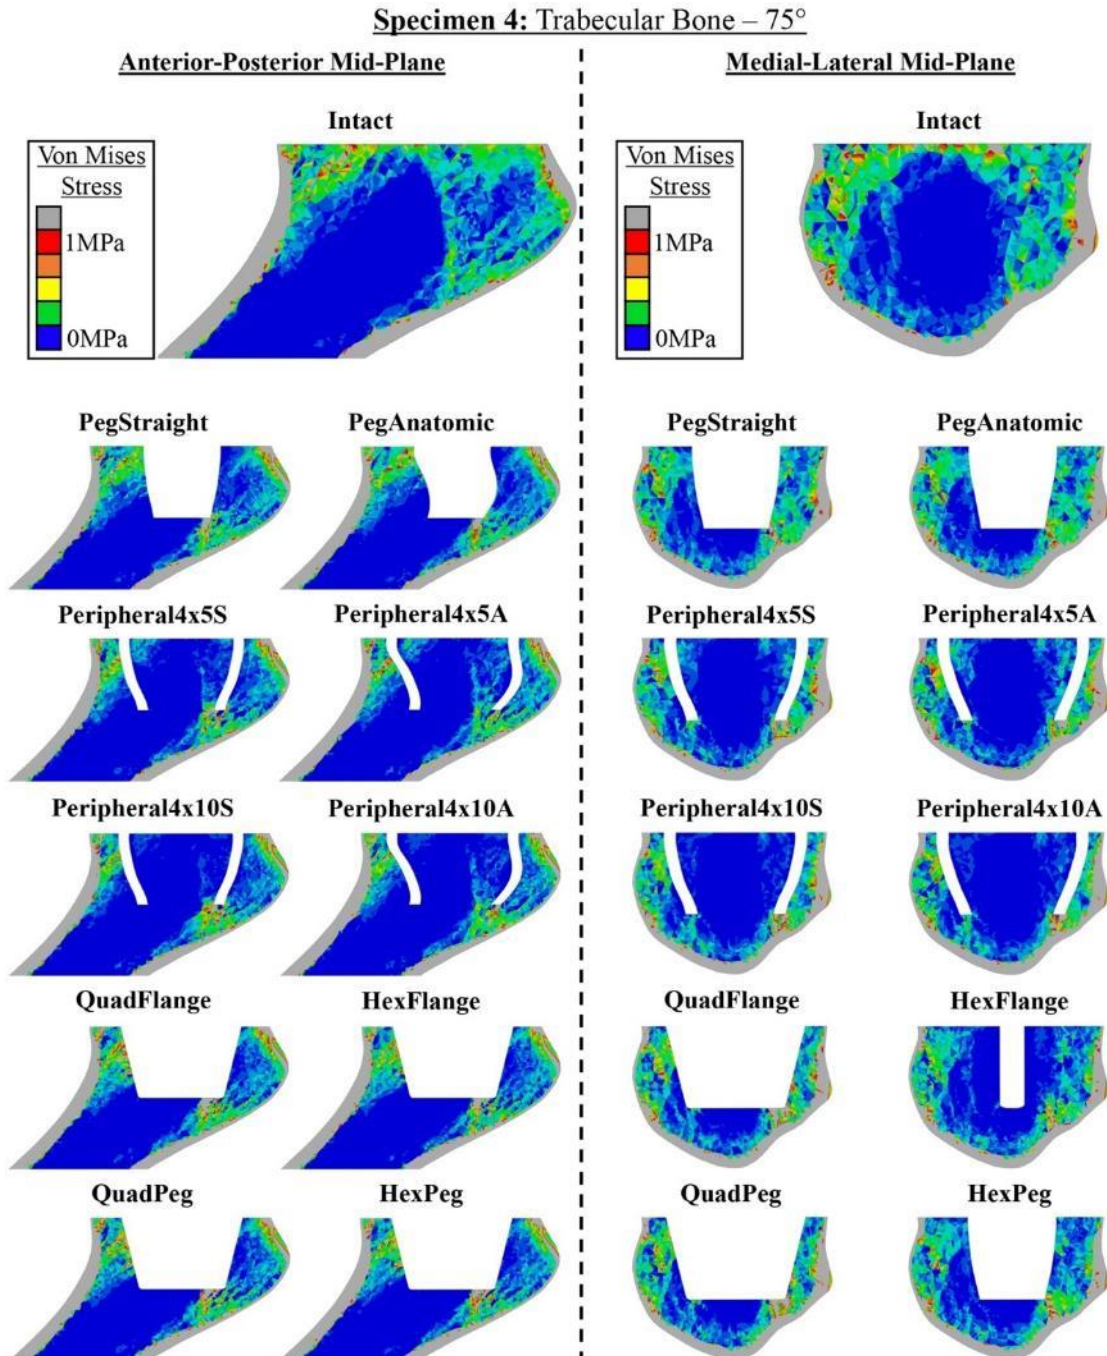 Specimen 4: Trabecular Bone – 75°
Anterior-Posterior Mid-Plane
Medial-Lateral Mid-Plane
Intact
Intact
Von Mises
Stress
1MPa
0MPa
Von Mises
Stress
1MPa
0MPa
PegStraight
PegAnatomic
PegStraight
PegAnatomic
Peripheral4x5S
Peripheral4x5A
Peripheral4x5S
Peripheral4x5A
Peripheral4x10S
Peripheral4x10A
Peripheral4x10S
Peripheral4x10A
QuadFlange
HexFlange
QuadFlange
HexFlange
QuadPeg
HexPeg
QuadPeg
HexPeg